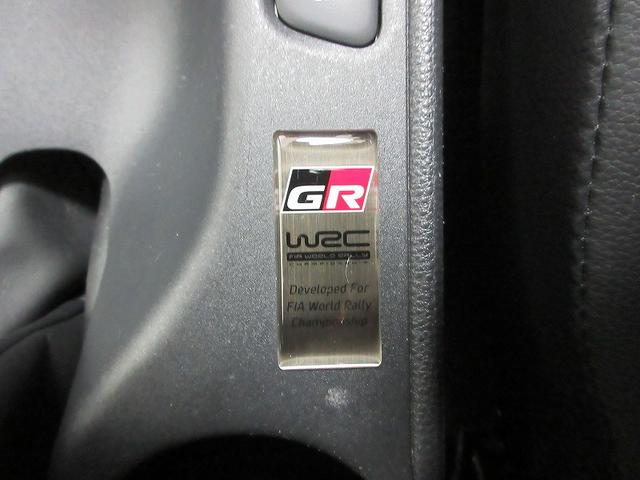 GR
WRC
FIA WORLD RALLY
CHAMPIONSHIP
Developed For
FIA World Rally
Championship